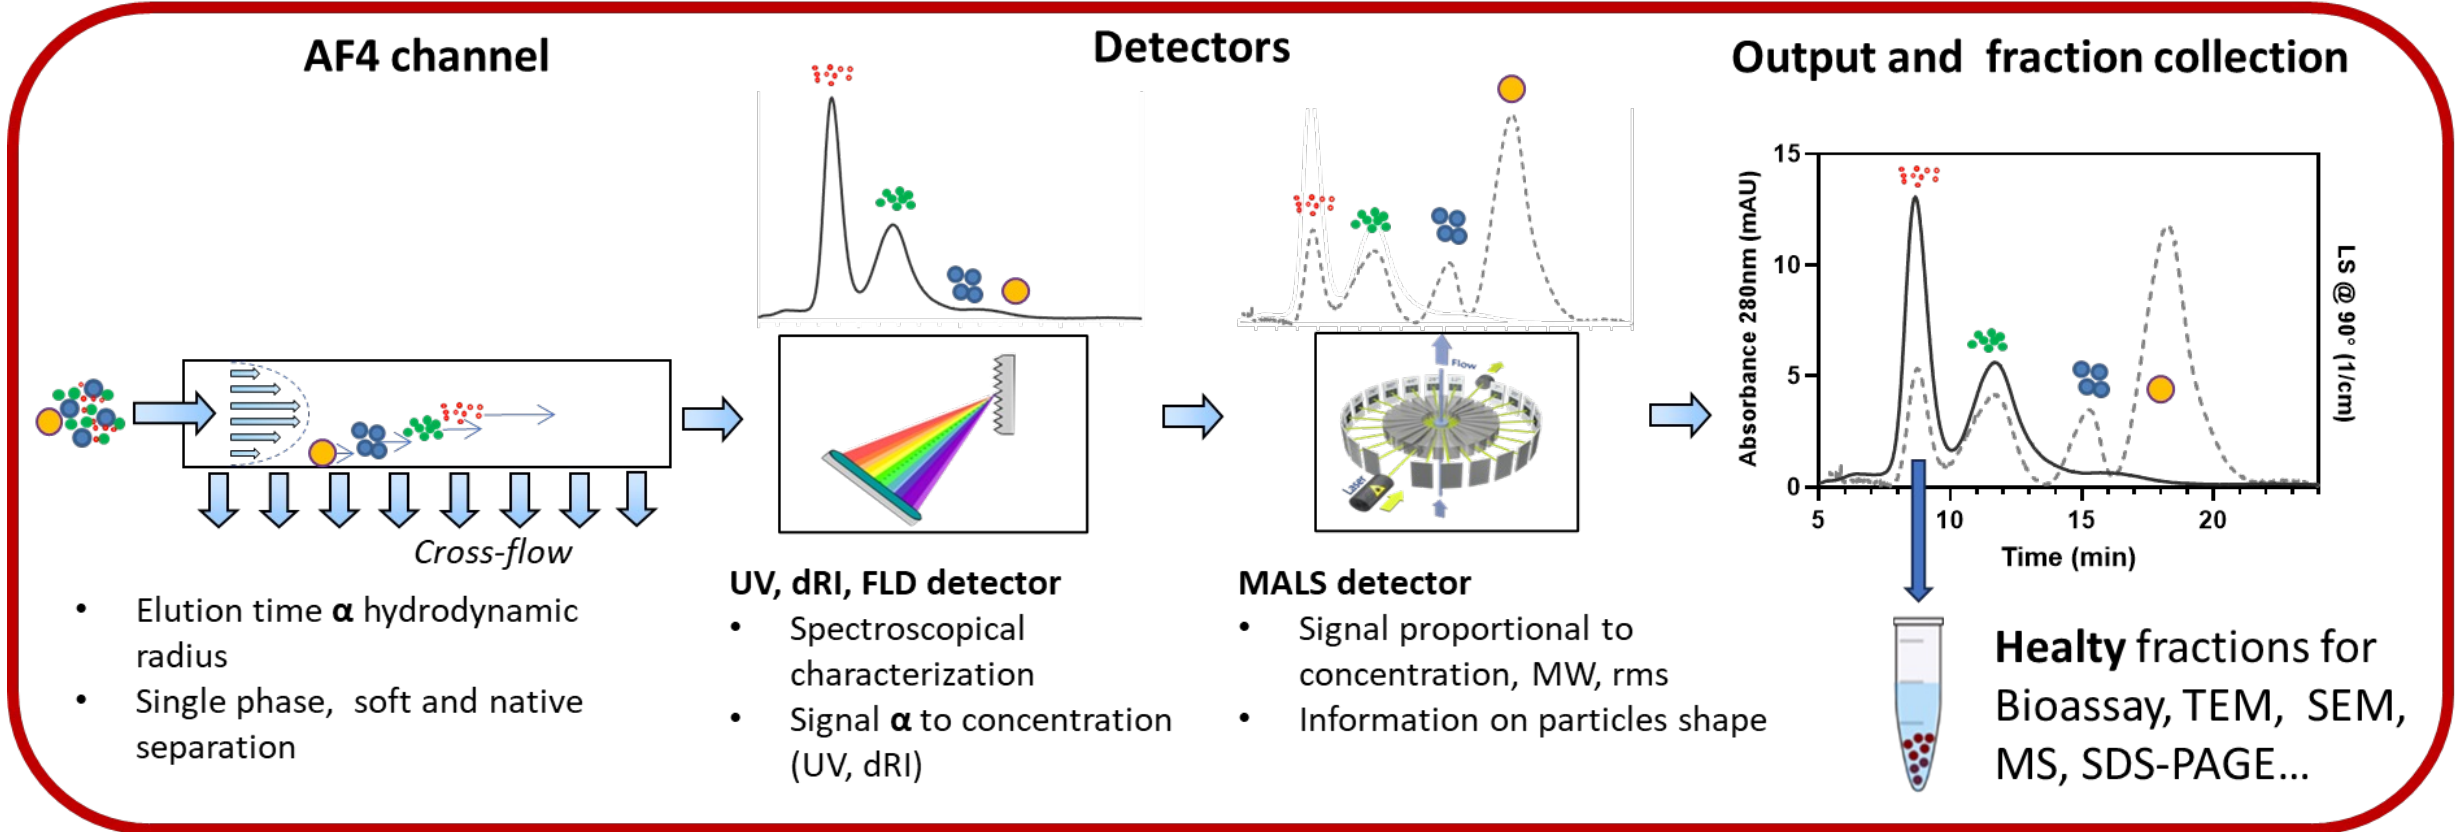 AF4 channel
Detectors
Output and fraction collection
Cross-flow
• Elution time α hydrodynamic
radius
• Single phase, soft and native
separation
UV, dRI, FLD detector
• Spectroscopical
characterization
• Signal α to concentration
(UV, dRI)
Flow
Laser
MALS detector
• Signal proportional to
concentration, MW, rms
• Information on particles shape
15
10
5
0
Absorbance 280nm (mAU)
LS @ 90° (1/cm)
5 10 15 20
Time (min)
Healty fractions for
Bioassay, TEM, SEM,
MS, SDS-PAGE...